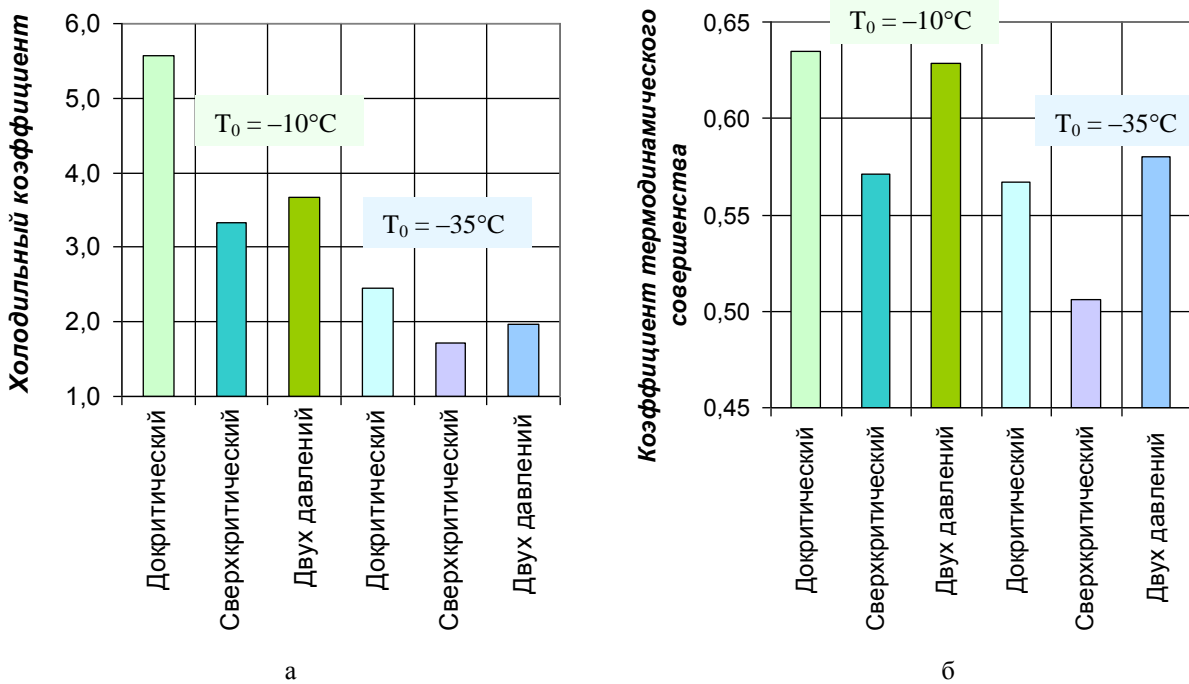 Холодильный коэффициент
6,0
5,0
4,0
3,0
2,0
1,0
T₀ = –10°C
T₀ = –35°C
Докритический
Сверхкритический
Двух давлений
Докритический
Сверхкритический
Двух давлений
а
Коэффициент термодинамического
совершенства
0,65
0,60
0,55
0,50
0,45
T₀ = –10°C
T₀ = –35°C
Докритический
Сверхкритический
Двух давлений
Докритический
Сверхкритический
Двух давлений
б